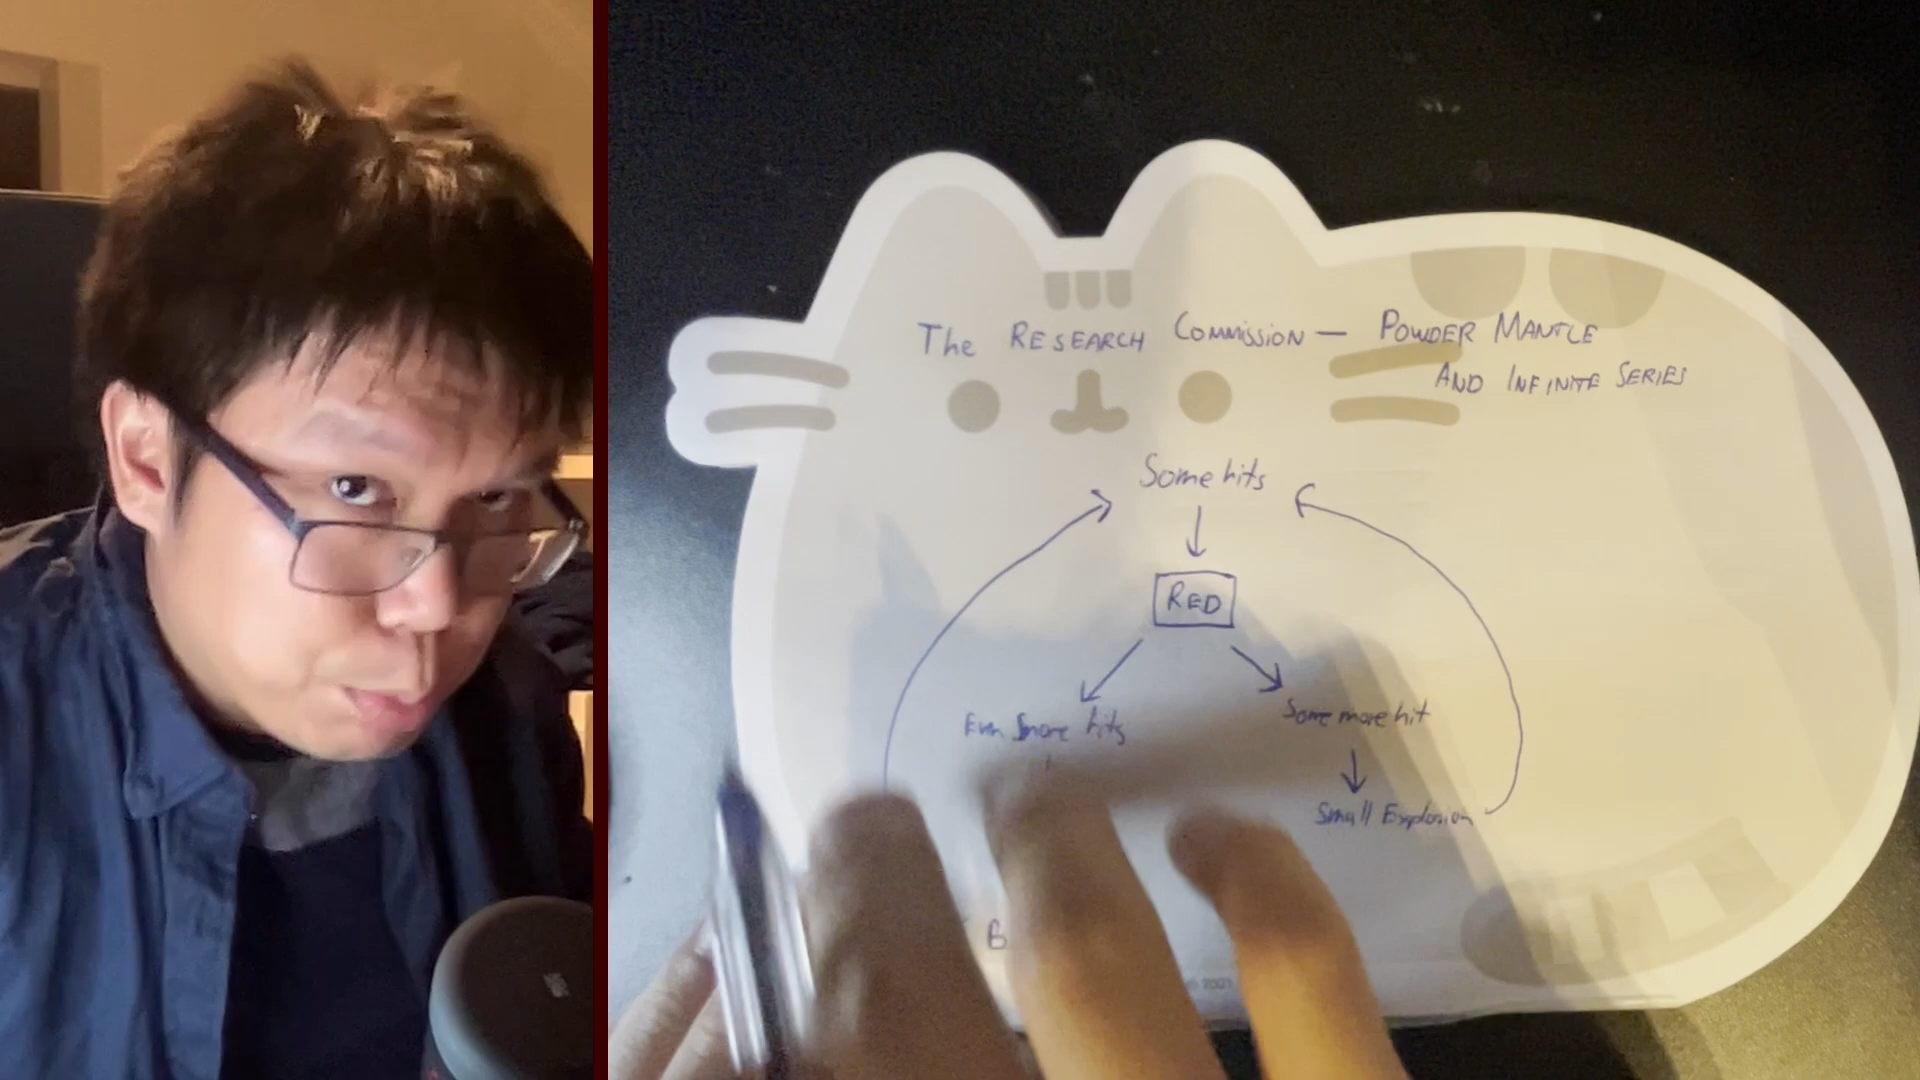 The RESEARCH COMMISSION — POWDER MANTLE
AND INFINITE SERIES
Some hits
RED
Even more hits
Some more hit
Small Explosion
B
© 2021